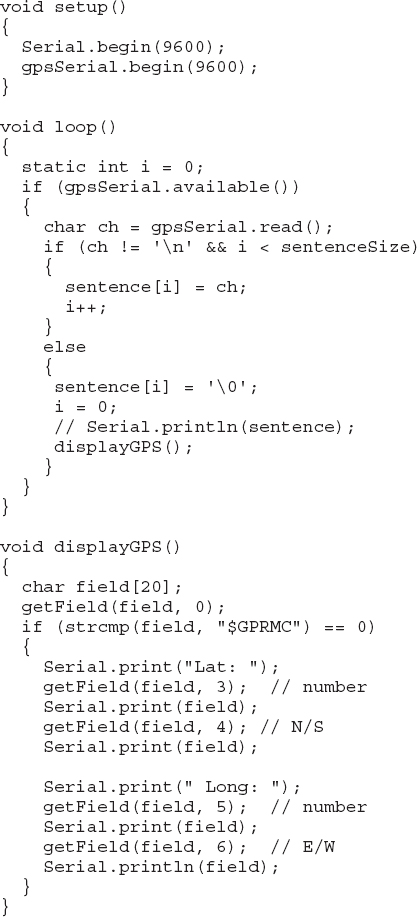 void setup()
{
  Serial.begin(9600);
  gpsSerial.begin(9600);
}

void loop()
{
  static int i = 0;
  if (gpsSerial.available())
  {
    char ch = gpsSerial.read();
    if (ch != '\n' && i < sentenceSize)
    {
      sentence[i] = ch;
      i++;
    }
    else
    {
     sentence[i] = '\0';
     i = 0;
     // Serial.println(sentence);
     displayGPS();
    }
  }
}

void displayGPS()
{
  char field[20];
  getField(field, 0);
  if (strcmp(field, "$GPRMC") == 0)
  {
    Serial.print("Lat: ");
    getField(field, 3);  // number
    Serial.print(field);
    getField(field, 4); // N/S
    Serial.print(field);

    Serial.print(" Long: ");
    getField(field, 5);  // number
    Serial.print(field);
    getField(field, 6);  // E/W
    Serial.println(field);
  }
}